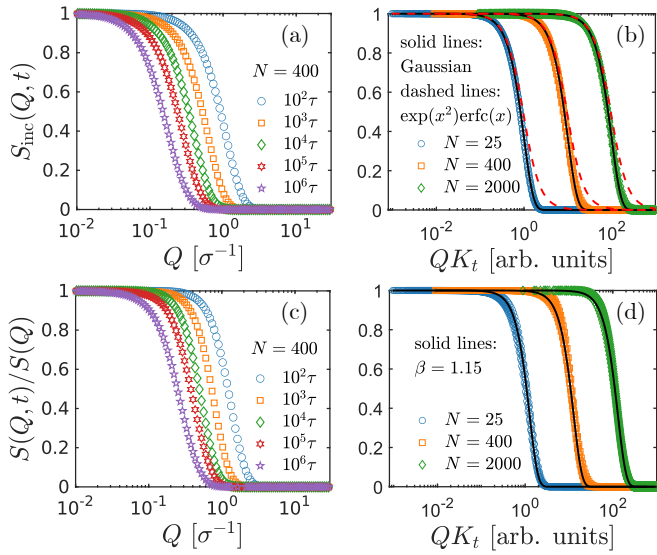 (a)
S_inc(Q, t)
1
0.8
0.6
0.4
0.2
0
N = 400
10^2τ
10^3τ
10^4τ
10^5τ
10^6τ
10^-2 10^-1 10^0 10^1
Q [σ^-1]
(b)
1
0.8
0.6
0.4
0.2
0
solid lines:
Gaussian
dashed lines:
exp(x^2)erfc(x)
N = 25
N = 400
N = 2000
10^-2 10^0 10^2
QK_t [arb. units]
(c)
S(Q, t)/S(Q)
1
0.8
0.6
0.4
0.2
0
N = 400
10^2τ
10^3τ
10^4τ
10^5τ
10^6τ
10^-2 10^-1 10^0 10^1
Q [σ^-1]
(d)
1
0.8
0.6
0.4
0.2
0
solid lines:
β = 1.15
N = 25
N = 400
N = 2000
10^-2 10^0 10^2
QK_t [arb. units]